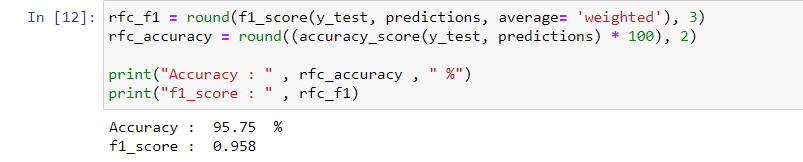 In [12]: rfc_f1 = round(f1_score(y_test, predictions, average= 'weighted'), 3)
rfc_accuracy = round((accuracy_score(y_test, predictions) * 100), 2)
print("Accuracy : " , rfc_accuracy , " %")
print("f1_score : " , rfc_f1)
Accuracy :  95.75  %
f1_score :  0.958